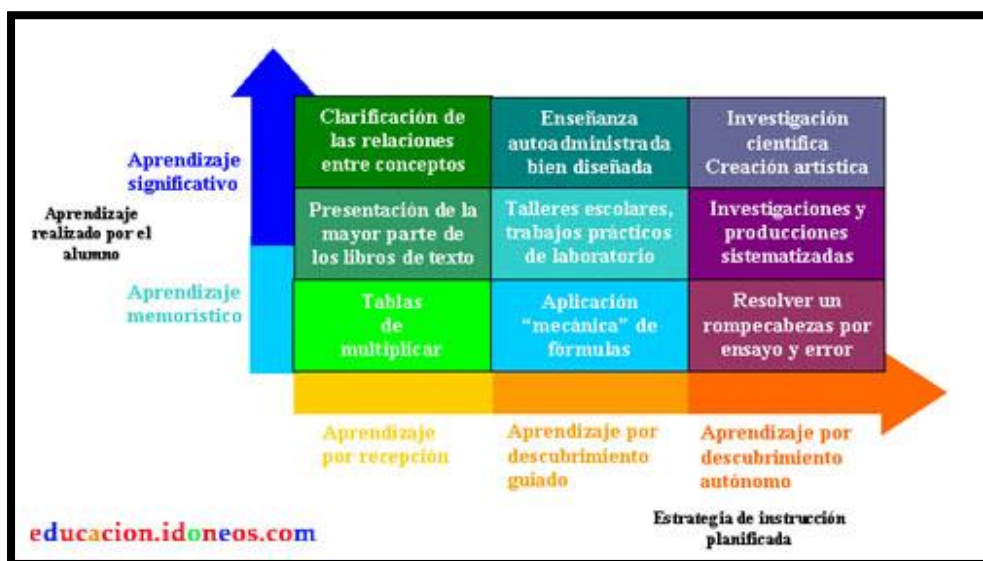 Clarificación de
las relaciones
entre conceptos
Enseñanza
autoadministrada
bien diseñada
Investigación
científica
Creación artística
Aprendizaje
significativo
Presentación de la
mayor parte de
los libros de texto
Talleres escolares,
trabajos prácticos
de laboratorio
Investigaciones y
producciones
sistematizadas
Aprendizaje
realizado por el
alumno
Aprendizaje
memorístico
Tablas
de
multiplicar
Aplicación
“mecánica” de
fórmulas
Resolver un
rompecabezas por
ensayo y error
Aprendizaje
por recepción
Aprendizaje por
descubrimiento
guiado
Aprendizaje por
descubrimiento
autónomo
Estrategia de instrucción
planificada
educacion.idoneos.com